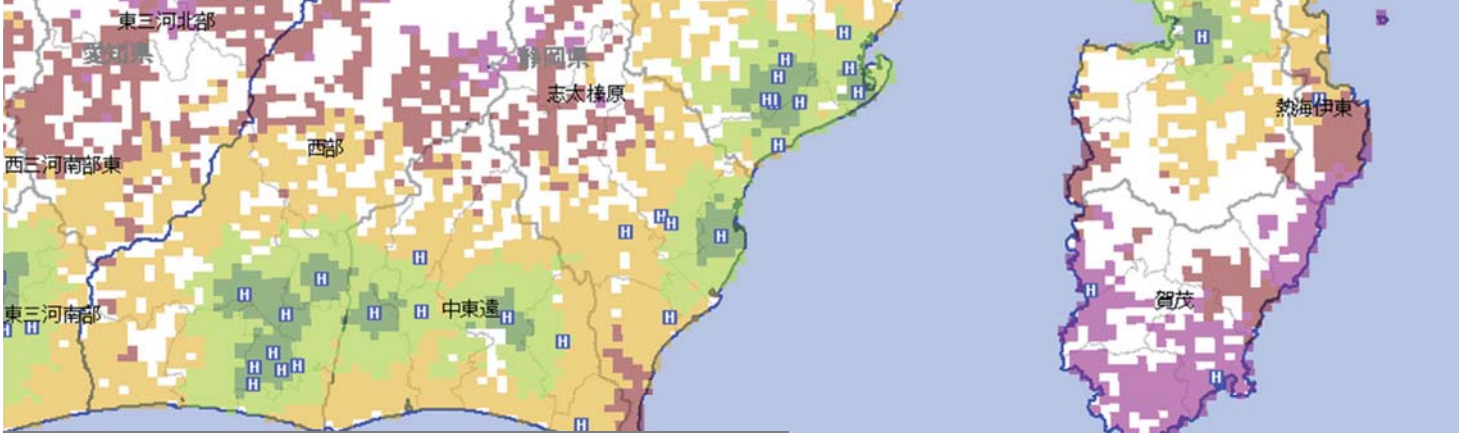 東三河北部
愛知県
静岡県
志太榛原
熱海伊東
西部
西三河南部東
賀茂
東三河南部
中東遠